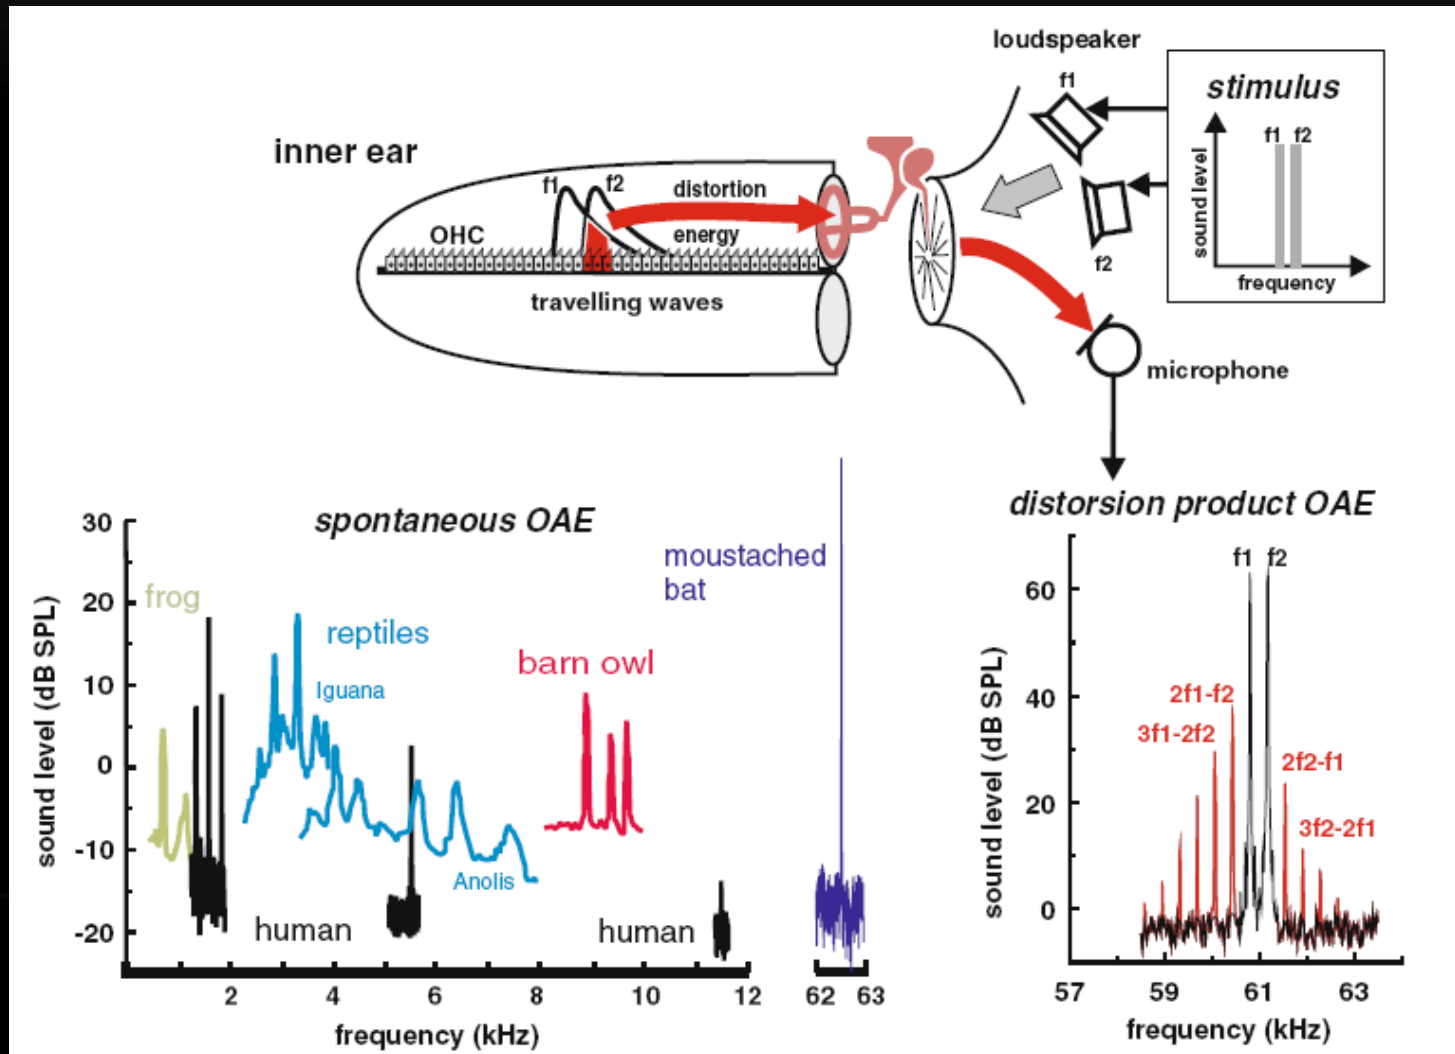 loudspeaker
f1
stimulus
f1 f2
sound level
frequency
f2
inner ear
f1
f2
distortion
energy
OHC
travelling waves
microphone
spontaneous OAE
30
20
10
0
-10
-20
sound level (dB SPL)
frog
reptiles
Iguana
Anolis
barn owl
moustached
bat
human
human
2
4
6
8
10
12
62
63
frequency (kHz)
distorsion product OAE
f1
f2
60
40
20
0
sound level (dB SPL)
2f1-f2
3f1-2f2
2f2-f1
3f2-2f1
57
59
61
63
frequency (kHz)